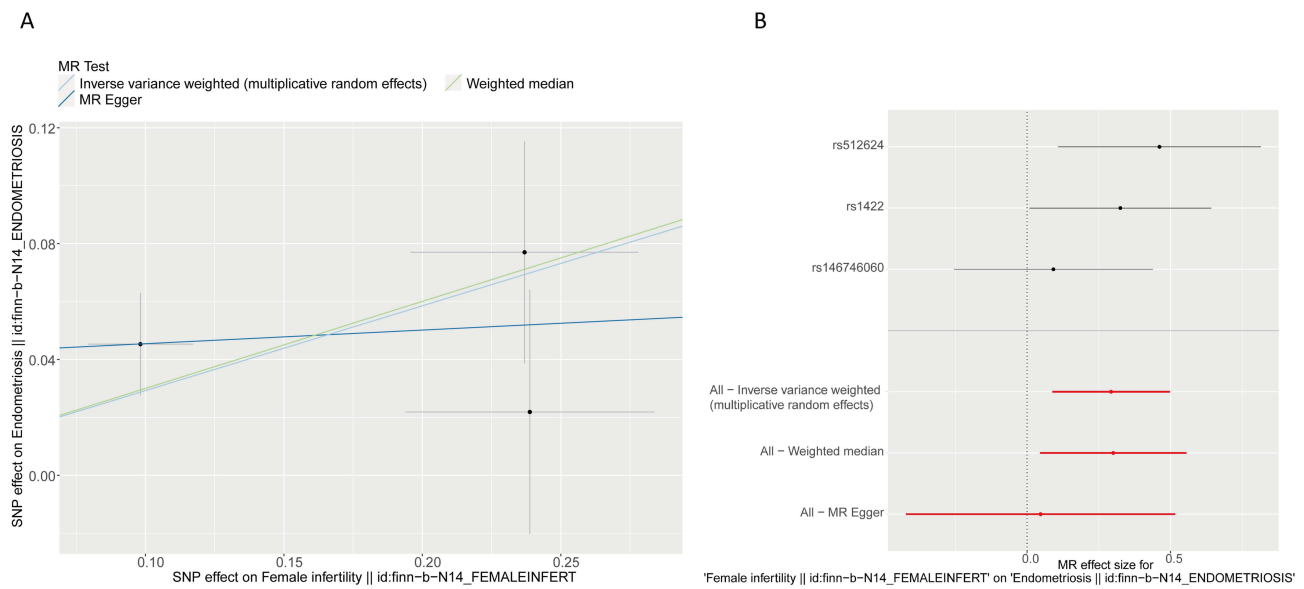 A
B
MR Test
Inverse variance weighted (multiplicative random effects)
Weighted median
MR Egger
SNP effect on Endometriosis || id:finn−b−N14_ENDOMETRIOSIS
0.12
0.08
0.04
0.00
0.10
0.15
0.20
0.25
SNP effect on Female infertility || id:finn−b−N14_FEMALEINFERT
rs512624
rs1422
rs146746060
All − Inverse variance weighted
(multiplicative random effects)
All − Weighted median
All − MR Egger
0.0
0.5
MR effect size for
'Female infertility || id:finn−b−N14_FEMALEINFERT' on 'Endometriosis || id:finn−b−N14_ENDOMETRIOSIS'